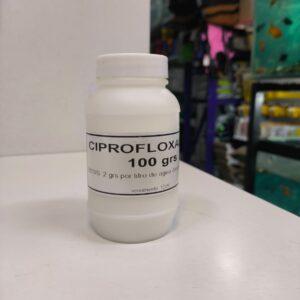 CIPROFLOXA
100 grs
2 grs por litro de agua